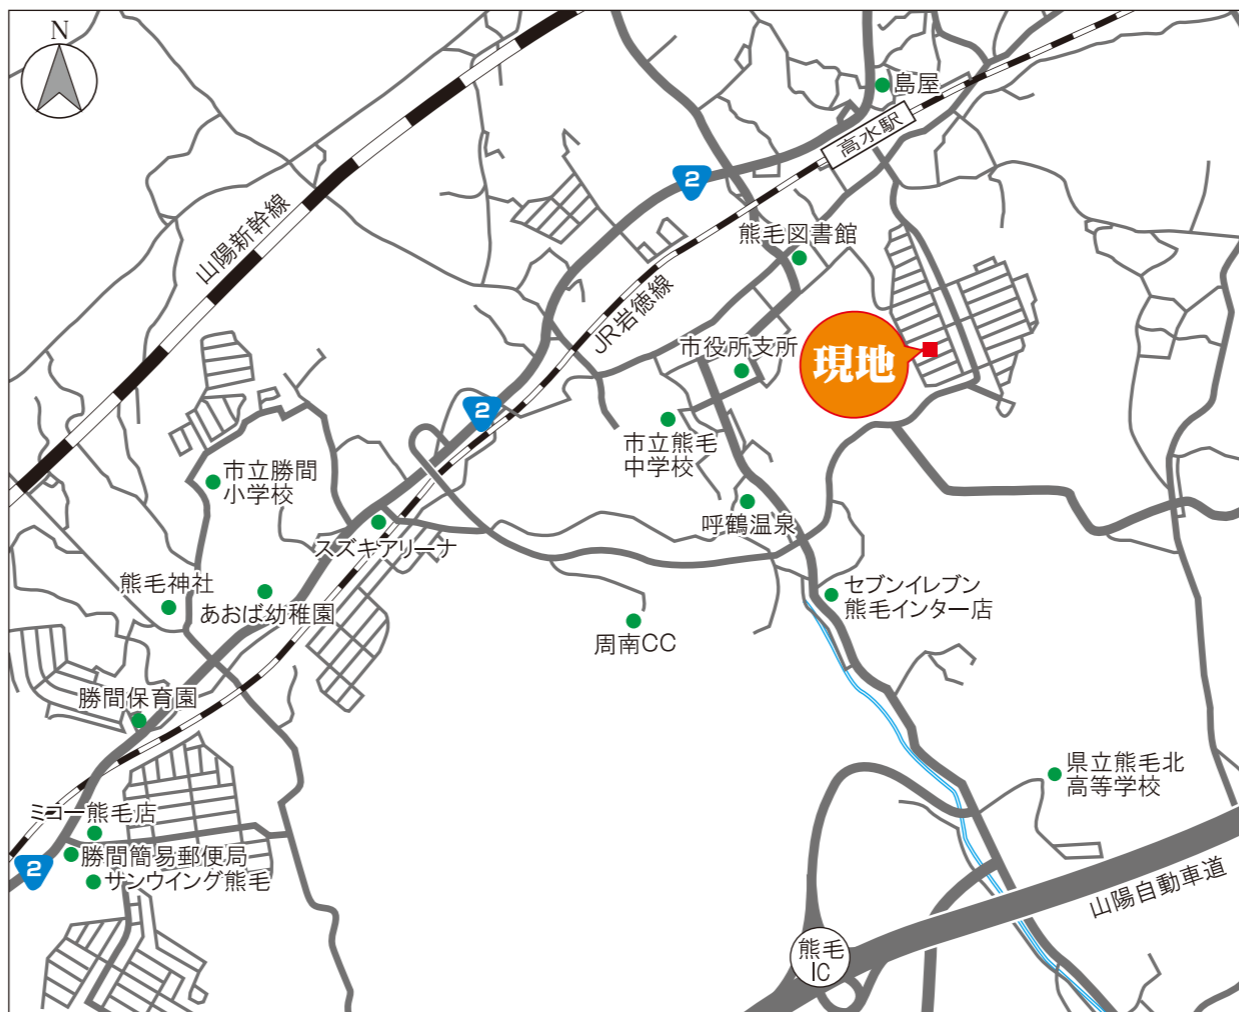 N
島屋
高水駅
2
山陽新幹線
熊毛図書館
JR岩徳線
市役所支所
現地
2
市立熊毛
中学校
市立勝間
小学校
呼鶴温泉
スズキアリーナ
熊毛神社
あおば幼稚園
セブンイレブン
熊毛インター店
周南CC
勝間保育園
県立熊毛北
高等学校
ミコー熊毛店
勝間簡易郵便局
2
サンウイング熊毛
山陽自動車道
熊毛
IC